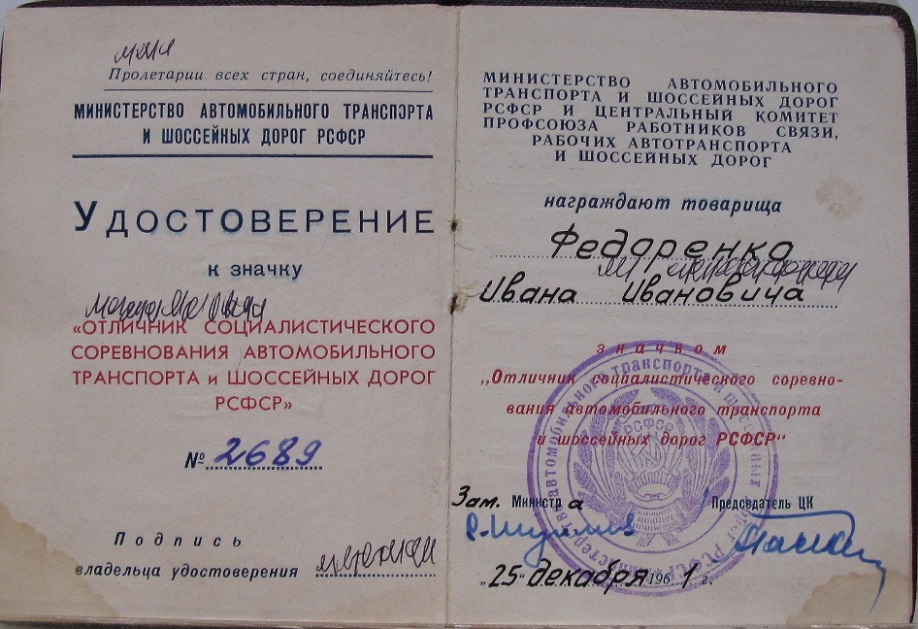 Пролетарии всех стран, соединяйтесь!
МИНИСТЕРСТВО АВТОМОБИЛЬНОГО ТРАНСПОРТА
И ШОССЕЙНЫХ ДОРОГ РСФСР
УДОСТОВЕРЕНИЕ
к значку
«ОТЛИЧНИК СОЦИАЛИСТИЧЕСКОГО
СОРЕВНОВАНИЯ АВТОМОБИЛЬНОГО
ТРАНСПОРТА и ШОССЕЙНЫХ ДОРОГ
РСФСР»
№ 2689
Подпись
владельца удостоверения
МИНИСТЕРСТВО АВТОМОБИЛЬНОГО
ТРАНСПОРТА И ШОССЕЙНЫХ ДОРОГ
РСФСР И ЦЕНТРАЛЬНЫЙ КОМИТЕТ
ПРОФСОЮЗА РАБОТНИКОВ СВЯЗИ,
РАБОЧИХ АВТОТРАНСПОРТА
И ШОССЕЙНЫХ ДОРОГ
награждают товарища
Федоренко
Ивана Ивановича
значком
„Отличник социалистического соревно-
вания автомобильного транспорта
и шоссейных дорог РСФСР“
Зам. Министра Председатель ЦК
„25“ декабря 1961 г.